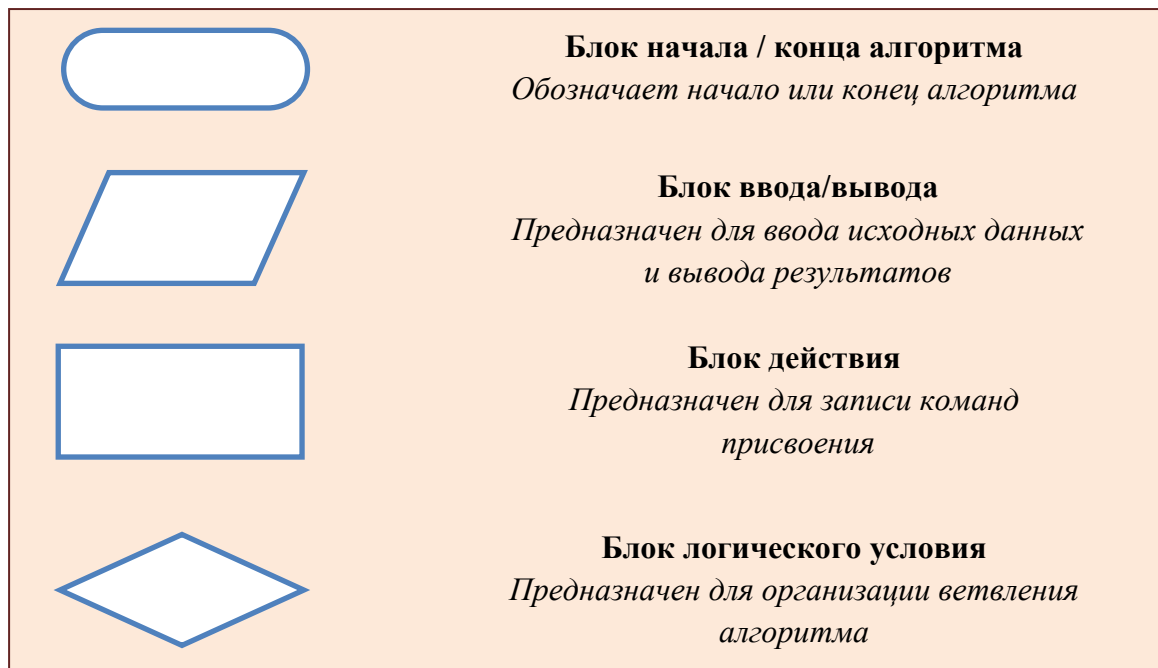 Блок начала / конца алгоритма
Обозначает начало или конец алгоритма
Блок ввода/вывода
Предназначен для ввода исходных данных
и вывода результатов
Блок действия
Предназначен для записи команд
присвоения
Блок логического условия
Предназначен для организации ветвления
алгоритма